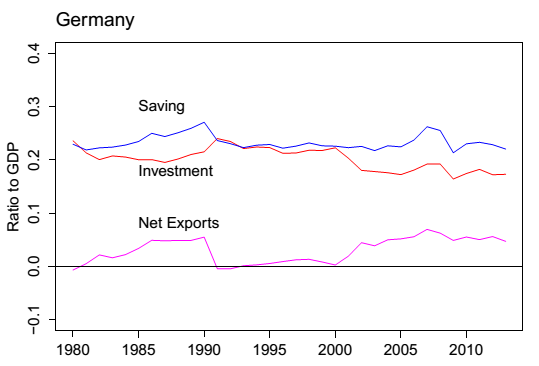 Germany
0.4
0.3
0.2
0.1
0.0
−0.1
Ratio to GDP
Saving
Investment
Net Exports
1980 1985 1990 1995 2000 2005 2010